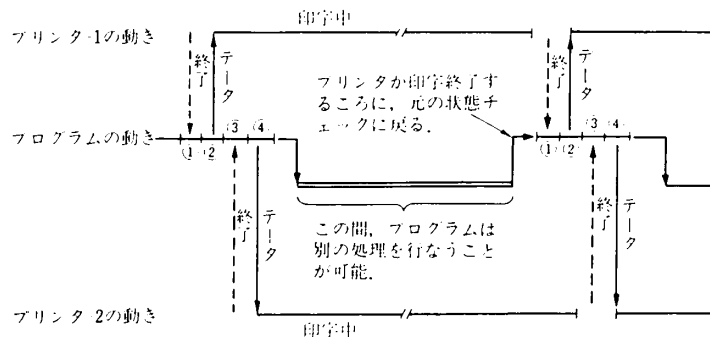 印字中
プリンタ-1の動き
終了
データ
終了
データ
プリンタが印字終了す
るころに，元の状態チ
ェックに戻る．
プログラムの動き
① ② ③ ④
① ② ③ ④
終了
データ
終了
データ
この間，プログラムは
別の処理を行なうこと
が可能．
プリンタ-2の動き
印字中